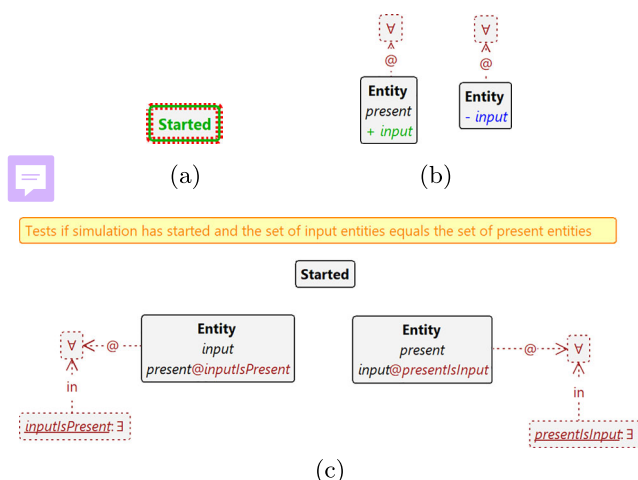 ∀
∀
@
@
Entity
present
+ input
Entity
- input
Started
(a)
(b)
Tests if simulation has started and the set of input entities equals the set of present entities
Started
Entity
input
present@inputIsPresent
Entity
present
input@presentIsInput
∀
@
@
∀
in
in
inputIsPresent: ∃
presentIsInput: ∃
(c)